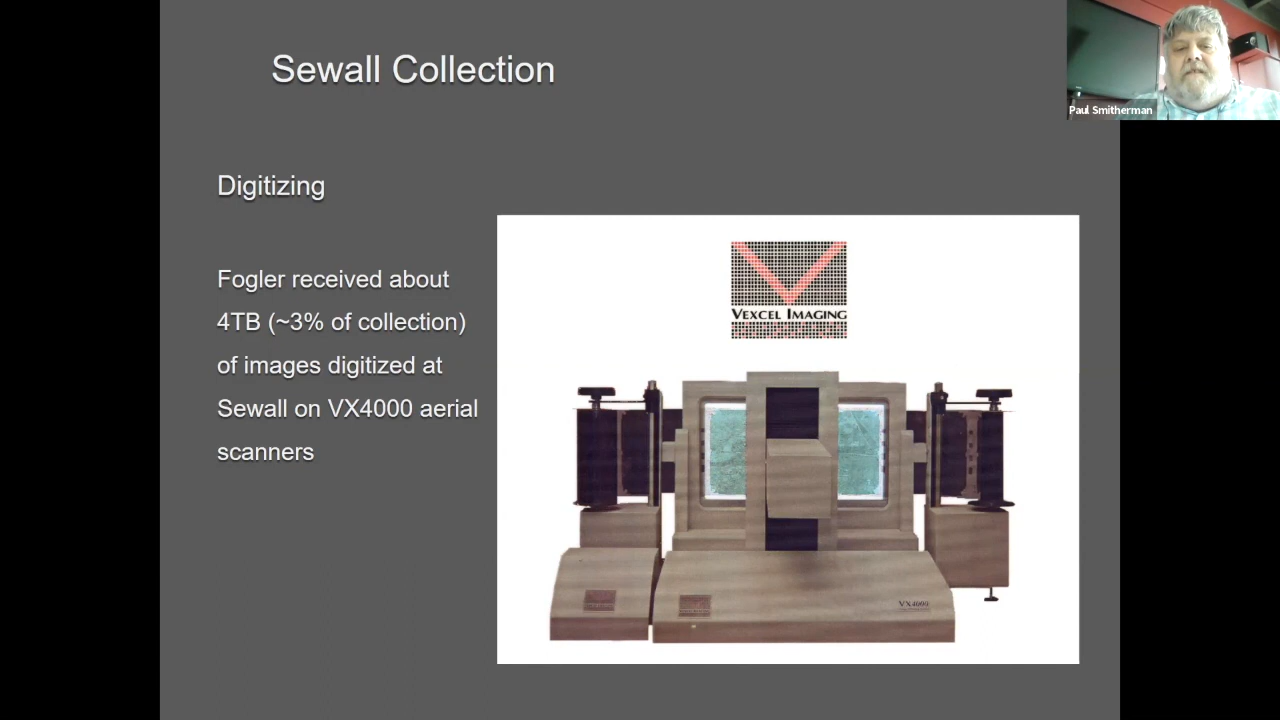 Sewall Collection
Paul Smitherman
Digitizing
Fogler received about
4TB (~3% of collection)
of images digitized at
Sewall on VX4000 aerial
scanners
VEXCEL IMAGING
VX4000